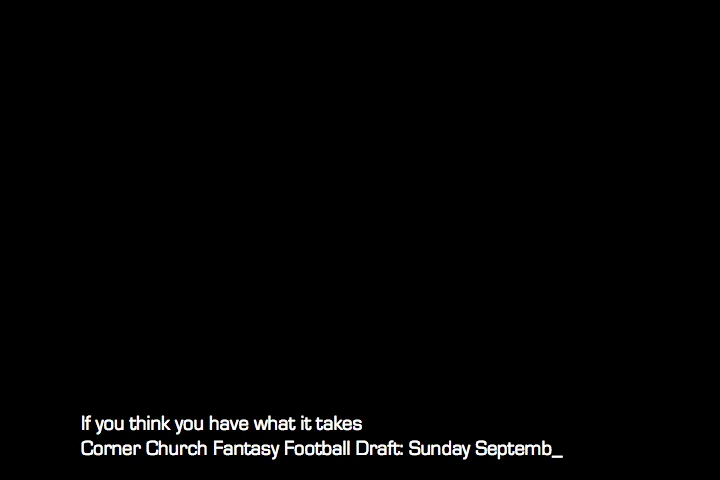 If you think you have what it takes
Corner Church Fantasy Football Draft: Sunday Septemb_